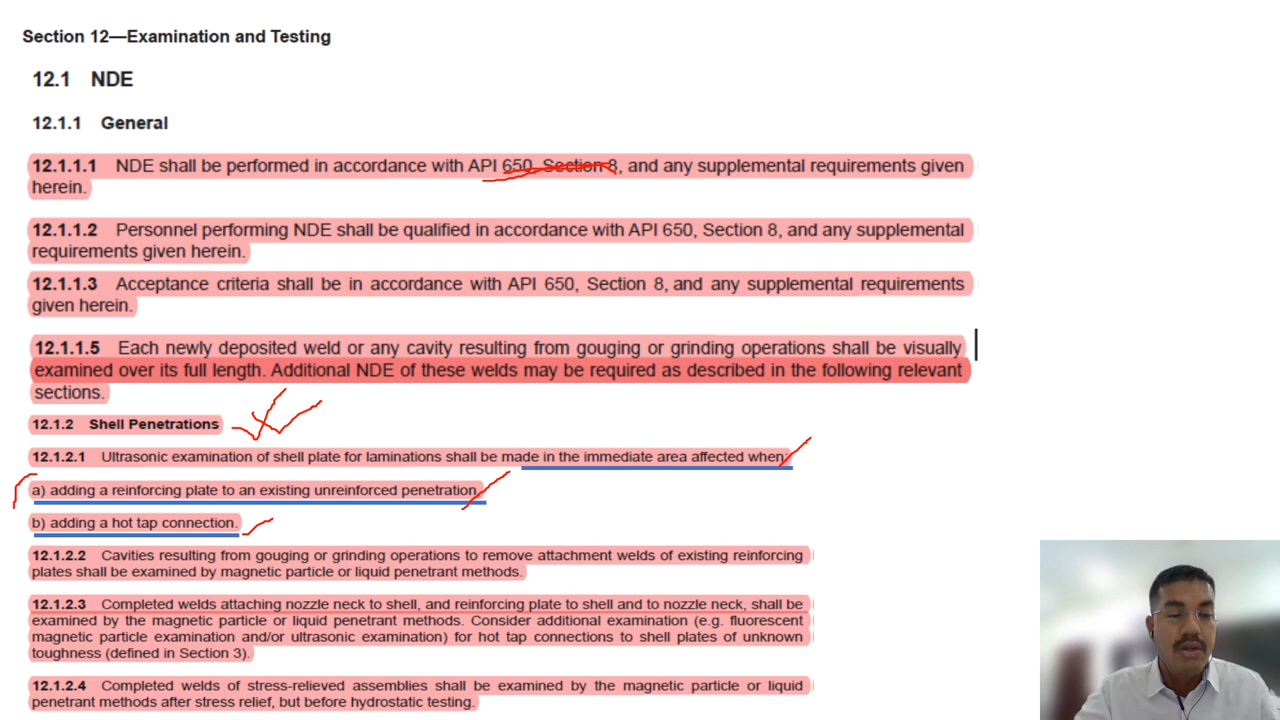 Section 12—Examination and Testing
12.1 NDE
12.1.1 General
12.1.1.1 NDE shall be performed in accordance with API 650, Section 8, and any supplemental requirements given
herein.
12.1.1.2 Personnel performing NDE shall be qualified in accordance with API 650, Section 8, and any supplemental
requirements given herein.
12.1.1.3 Acceptance criteria shall be in accordance with API 650, Section 8, and any supplemental requirements
given herein.
12.1.1.5 Each newly deposited weld or any cavity resulting from gouging or grinding operations shall be visually
examined over its full length. Additional NDE of these welds may be required as described in the following relevant
sections.
12.1.2 Shell Penetrations
12.1.2.1 Ultrasonic examination of shell plate for laminations shall be made in the immediate area affected when:
a) adding a reinforcing plate to an existing unreinforced penetration,
b) adding a hot tap connection.
12.1.2.2 Cavities resulting from gouging or grinding operations to remove attachment welds of existing reinforcing
plates shall be examined by magnetic particle or liquid penetrant methods.
12.1.2.3 Completed welds attaching nozzle neck to shell, and reinforcing plate to shell and to nozzle neck, shall be
examined by the magnetic particle or liquid penetrant methods. Consider additional examination (e.g. fluorescent
magnetic particle examination and/or ultrasonic examination) for hot tap connections to shell plates of unknown
toughness (defined in Section 3).
12.1.2.4 Completed welds of stress-relieved assemblies shall be examined by the magnetic particle or liquid
penetrant methods after stress relief, but before hydrostatic testing.